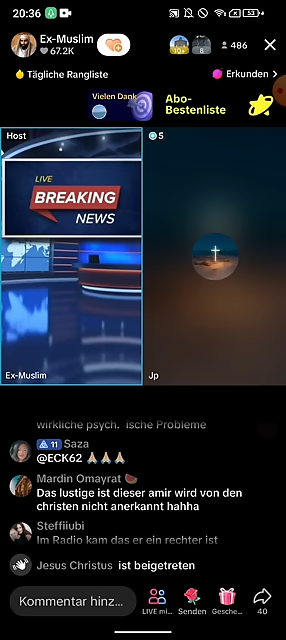 20:36
53
Ex-Muslim
67.2K
10+
8
486
Tägliche Rangliste
Erkunden >
Vielen Dank
Abo-
Bestenliste
Host
5
LIVE
BREAKING
NEWS
Ex-Muslim
Jp
wirkliche psych. ische Probleme
11 Saza
@ECK62 🙏🙏🙏
Mardin Omayrat 🍉
Das lustige ist dieser amir wird von den
christen nicht anerkannt hahha
Steffiiubi
Im Radio kam das er ein rechter ist
Jesus Christus ist beigetreten
Kommentar hinz...
LIVE mi...
Senden
Gesche...
40